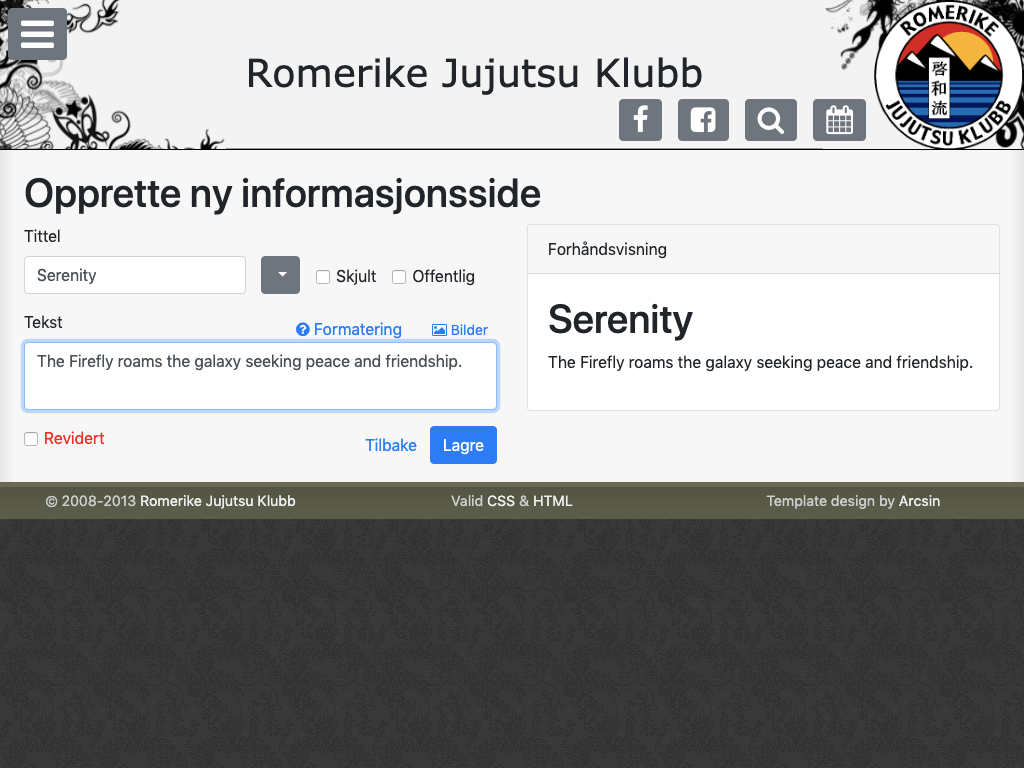 Romerike Jujutsu Klubb
ROMERIKE
啓和流
JUJUTSU KLUBB
Opprette ny informasjonsside
Tittel
Serenity
Skjult
Offentlig
Tekst
Formatering
Bilder
The Firefly roams the galaxy seeking peace and friendship.
Revidert
Tilbake
Lagre
Forhåndsvisning
Serenity
The Firefly roams the galaxy seeking peace and friendship.
© 2008-2013 Romerike Jujutsu Klubb
Valid CSS & HTML
Template design by Arcsin